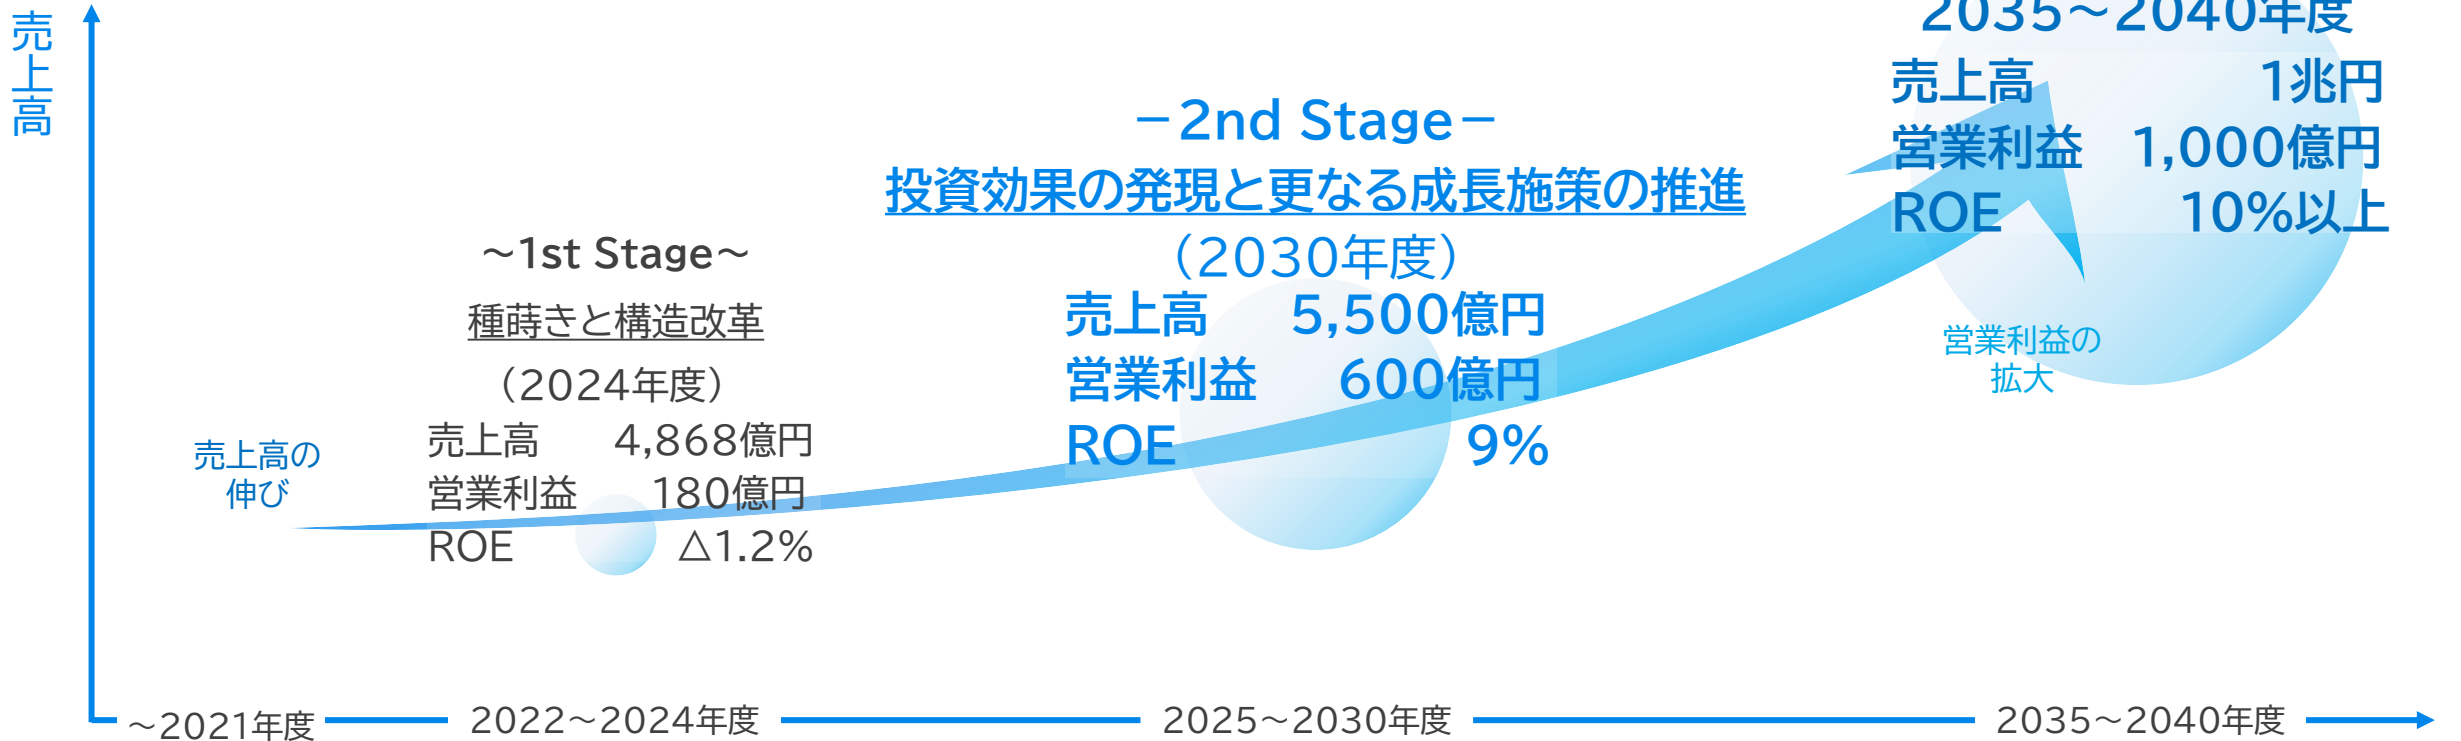 売上高
2035～2040年度
売上高 1兆円
営業利益 1,000億円
ROE 10%以上
－2nd Stage－
投資効果の発現と更なる成長施策の推進
（2030年度）
売上高 5,500億円
営業利益 600億円
ROE 9%
～1st Stage～
種蒔きと構造改革
（2024年度）
売上高 4,868億円
営業利益 180億円
ROE △1.2%
売上高の
伸び
営業利益の
拡大
～2021年度
2022～2024年度
2025～2030年度
2035～2040年度